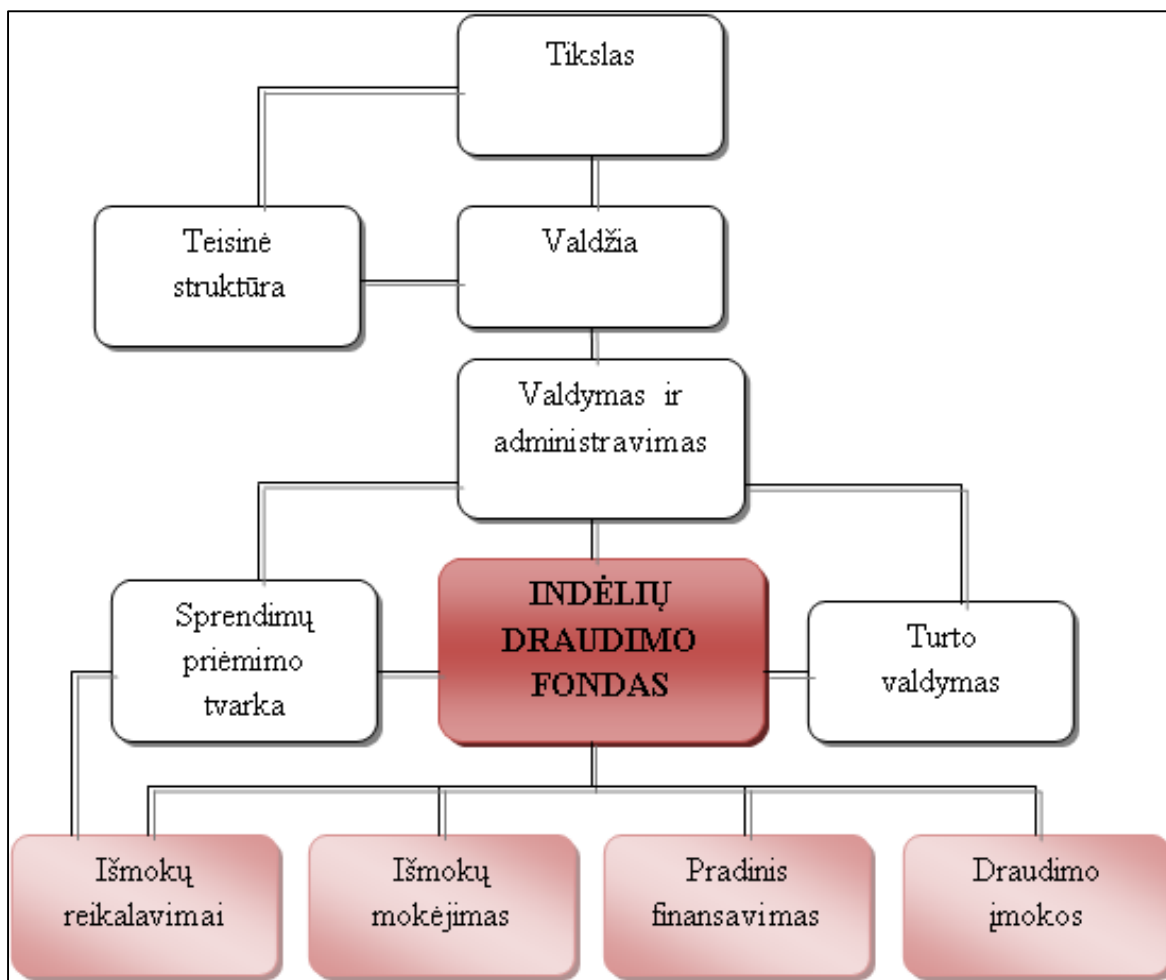 Tikslas
Teisinė
struktūra
Valdžia
Valdymas ir
administravimas
Sprendimų
priėmimo
tvarka
INDĖLIŲ
DRAUDIMO
FONDAS
Turto
valdymas
Išmokų
reikalavimai
Išmokų
mokėjimas
Pradinis
finansavimas
Draudimo
įmokos